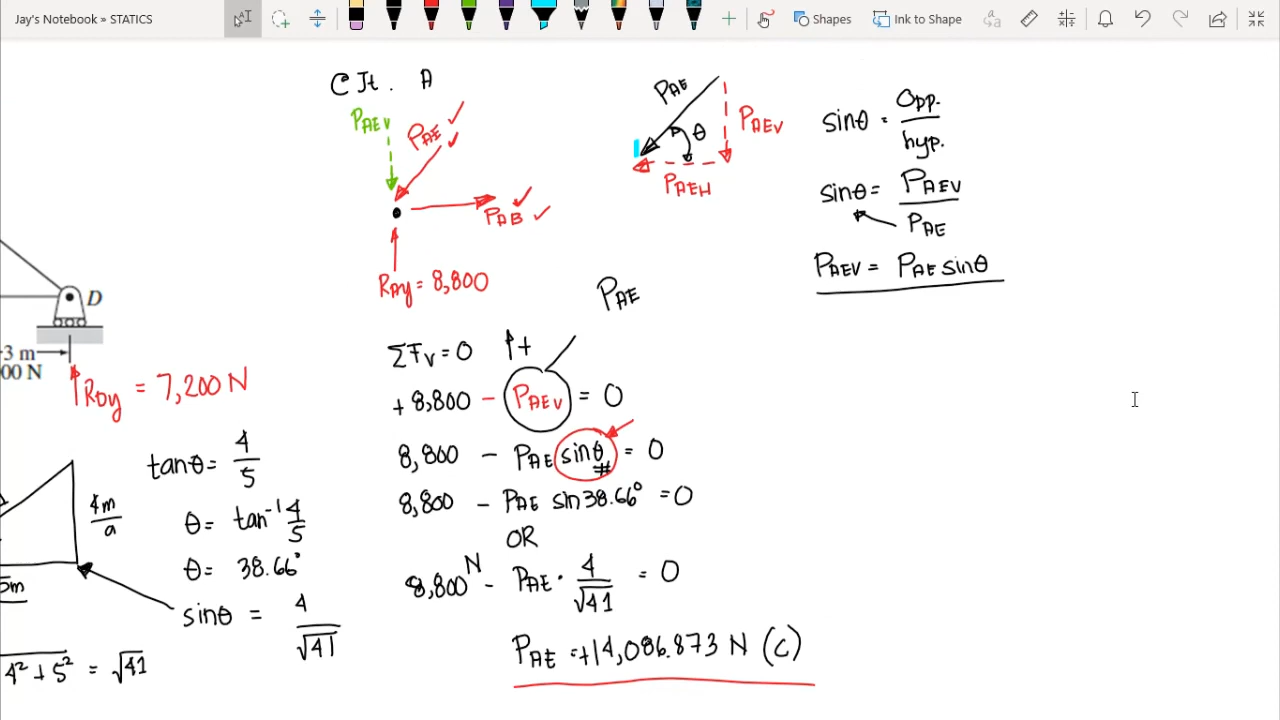 Jay's Notebook » STATICS
Shapes
Ink to Shape
@ Jt. A
PAEV
PAE
PAB
RAy = 8,800
PAE
θ
PAEV
PAEH
sinθ = Opp. / hyp.
sinθ = PAEV / PAE
PAEV = PAE sinθ
PAE
D
3 m
00 N
RDy = 7,200 N
ΣFv = 0 ↑+
+8,800 - PAEV = 0
8,800 - PAE sinθ = 0
#
8,800 - PAE sin38.66° = 0
OR
8,800 N - PAE · 4/√41 = 0
PAE = +14,086.873 N (C)
tanθ = 4/5
θ = tan⁻¹ 4/5
θ = 38.66°
sinθ = 4/√41
4m
a
5m
4² + 5² = √41